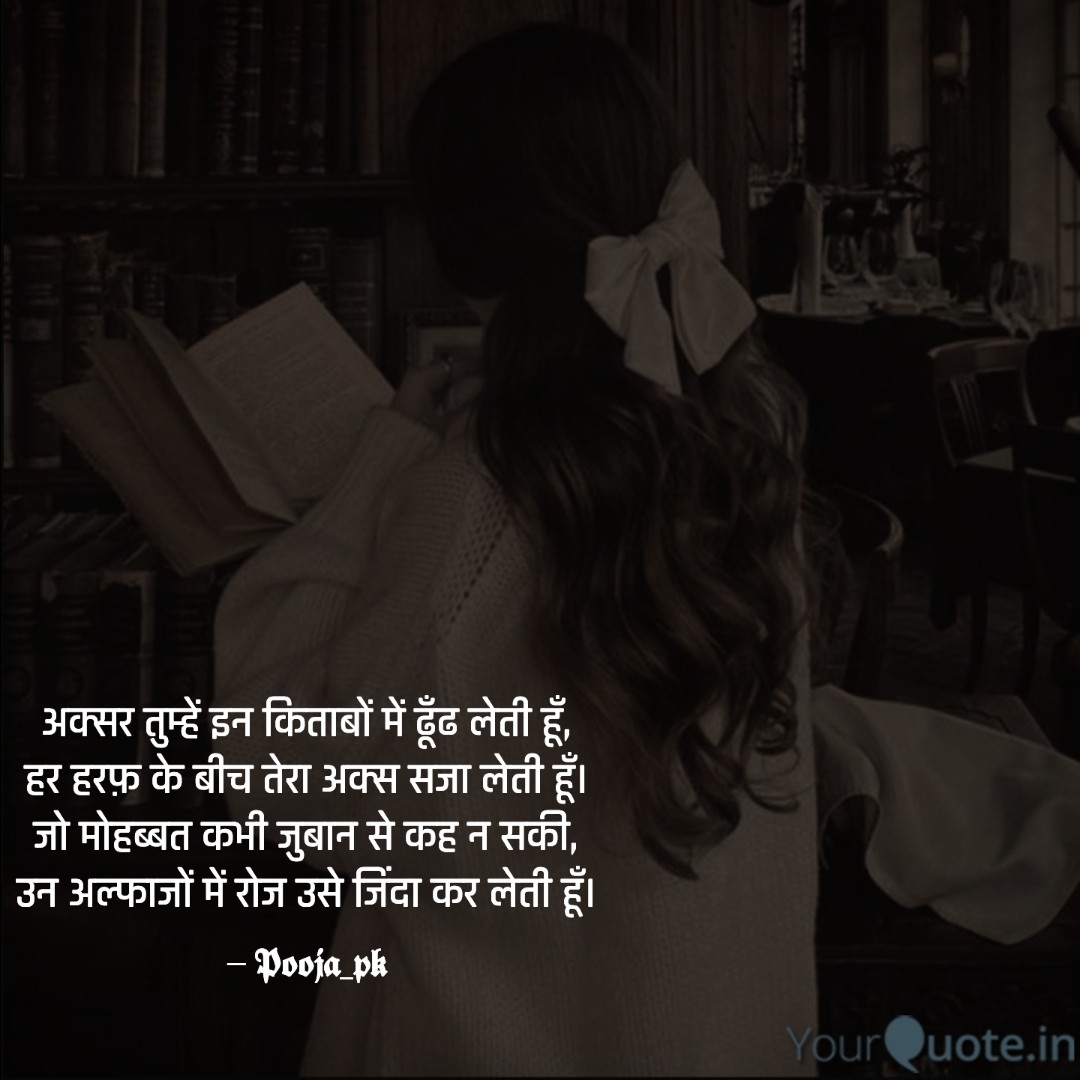 अक्सर तुम्हें इन किताबों में ढूँढ लेती हूँ,
हर हरफ़ के बीच तेरा अक्स सजा लेती हूँ।
जो मोहब्बत कभी जुबान से कह न सकी,
उन अल्फाजों में रोज उसे जिंदा कर लेती हूँ।
– Pooja_pk
YourQuote.in